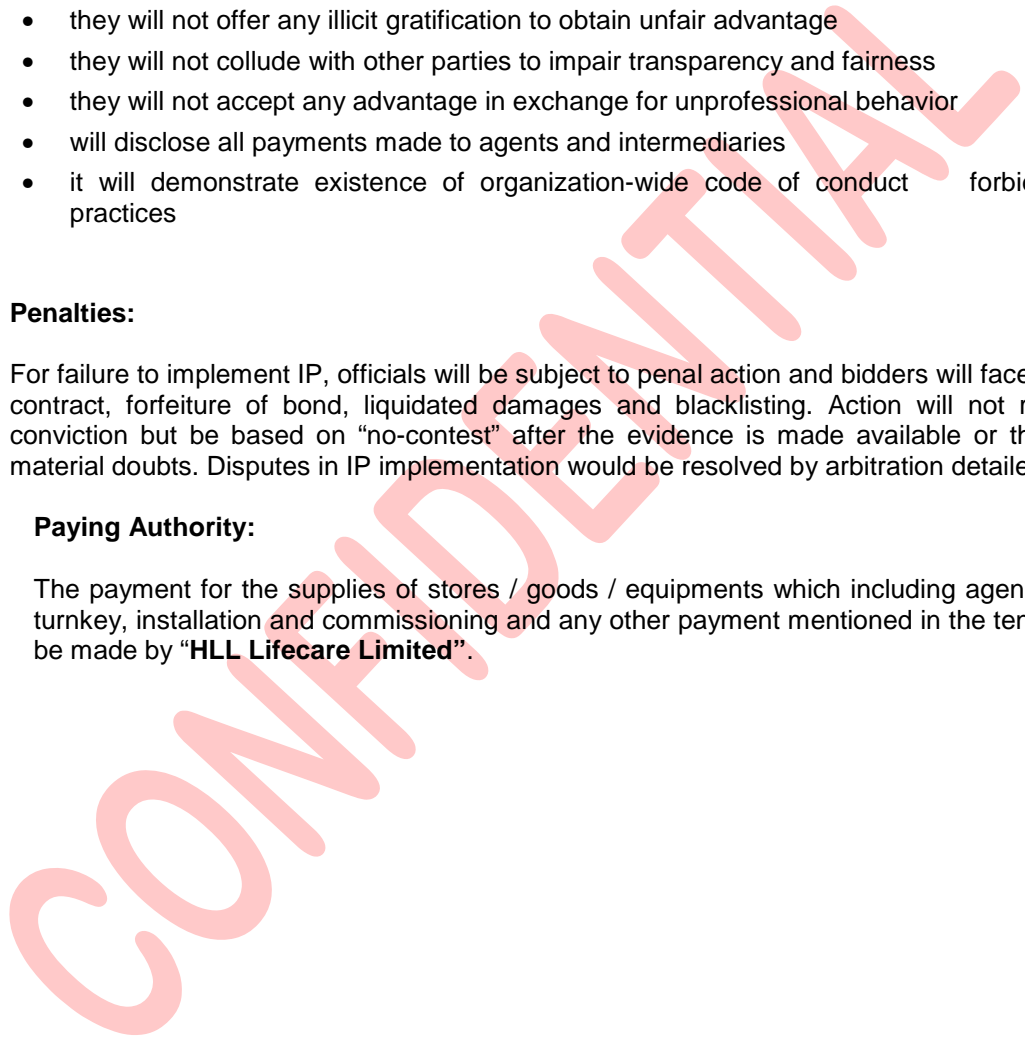 • they will not offer any illicit gratification to obtain unfair advantage
• they will not collude with other parties to impair transparency and fairness
• they will not accept any advantage in exchange for unprofessional behavior
• will disclose all payments made to agents and intermediaries
• it will demonstrate existence of organization-wide code of conduct
practices
Penalties:
For failure to implement IP, officials will be subject to penal action and bidders will face
contract, forfeiture of bond, liquidated damages and blacklisting. Action will not
conviction but be based on “no-contest” after the evidence is made available or
material doubts. Disputes in IP implementation would be resolved by arbitration
Paying Authority:
The payment for the supplies of stores / goods / equipments which including
turnkey, installation and commissioning and any other payment mentioned in the
be made by “HLL Lifecare Limited”.
CONFIDENTIAL